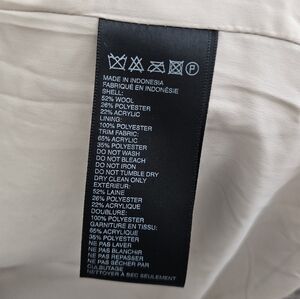 P
MADE IN INDONESIA
FABRIQUÉ EN INDONÉSIE
SHELL:
52% WOOL
26% POLYESTER
22% ACRYLIC
LINING:
100% POLYESTER
TRIM FABRIC:
65% ACRYLIC
35% POLYESTER
DO NOT WASH
DO NOT BLEACH
DO NOT IRON
DO NOT TUMBLE DRY
DRY CLEAN ONLY
EXTÉRIEUR:
52% LAINE
26% POLYESTER
22% ACRYLIQUE
DOUBLURE:
100% POLYESTER
GARNITURE EN TISSU:
65% ACRYLIQUE
35% POLYESTER
NE PAS LAVER
NE PAS BLANCHIR
NE PAS REPASSER
NE PAS SÉCHER PAR
CULBUTAGE
NETTOYER À SEC SEULEMENT